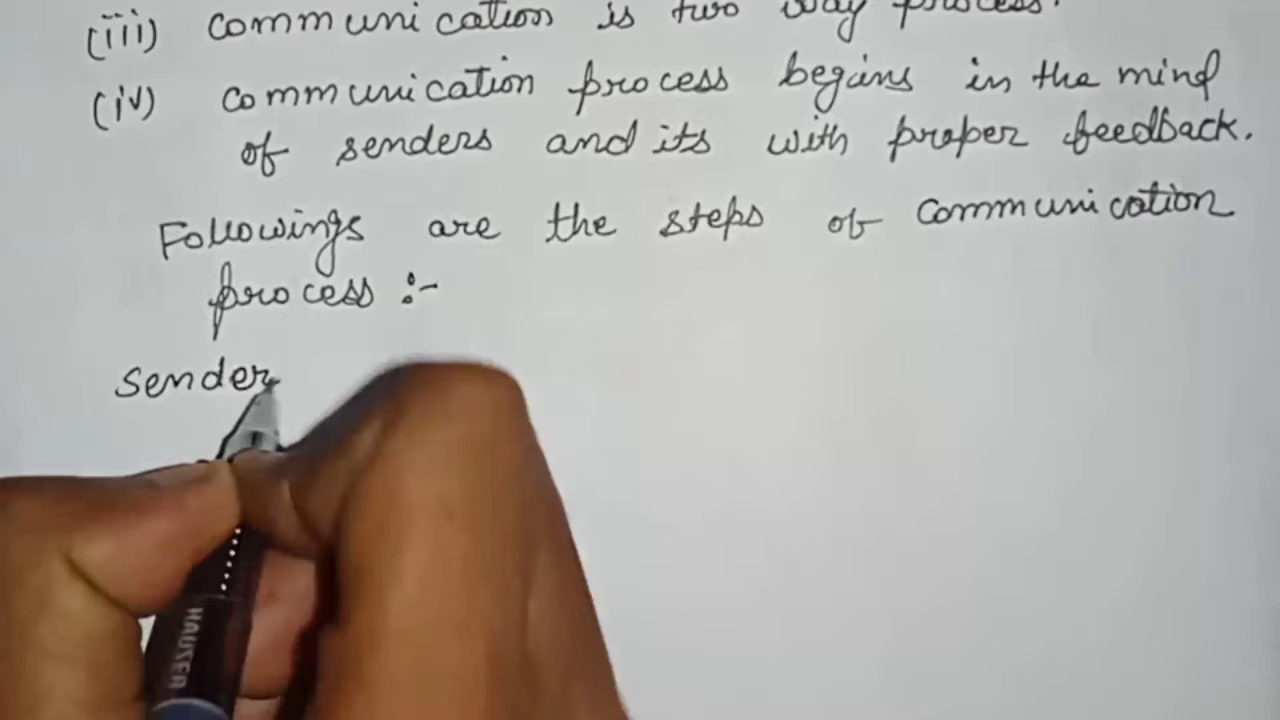 (iii) communication is two way process.
(iv) communication process begins in the mind
of senders and its with proper feedback.
Followings are the steps of communication
process :-
sender
HAUSER